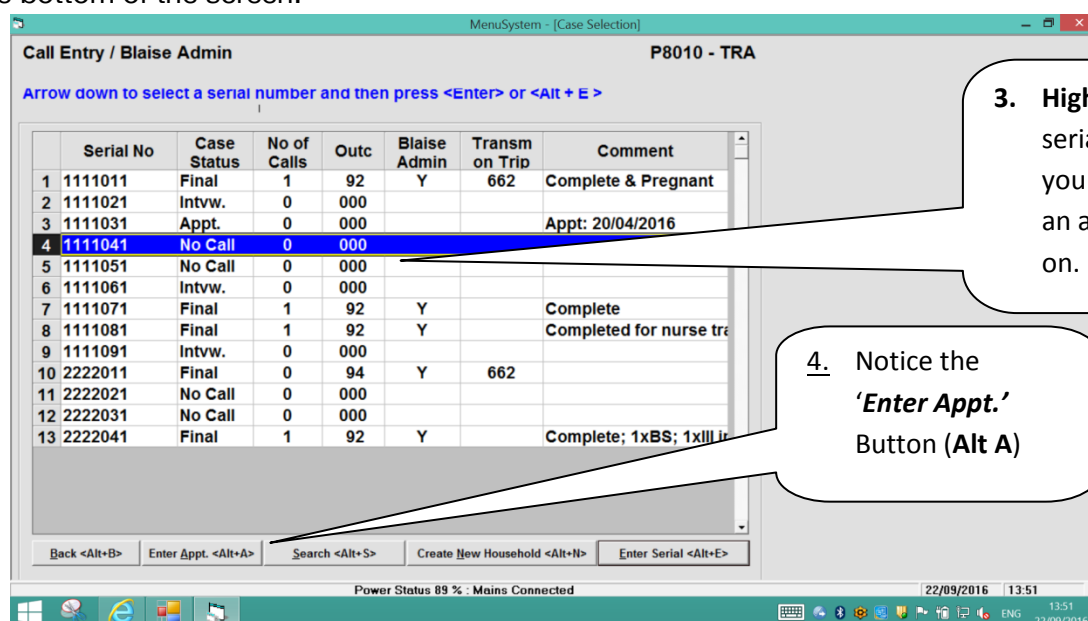 bottom of the screen.
MenuSystem - [Case Selection]
Call Entry / Blaise Admin P8010 - TRA
Arrow down to select a serial number and then press <Enter> or <Alt + E >
Serial No Case Status No of Calls Outc Blaise Admin Transm on Trip Comment
1 1111011 Final 1 92 Y 662 Complete & Pregnant
2 1111021 Intvw. 0 000
3 1111031 Appt. 0 000 Appt: 20/04/2016
4 1111041 No Call 0 000
5 1111051 No Call 0 000
6 1111061 Intvw. 0 000
7 1111071 Final 1 92 Y Complete
8 1111081 Final 1 92 Y Completed for nurse tra
9 1111091 Intvw. 0 000
10 2222011 Final 0 94 Y 662
11 2222021 No Call 0 000
12 2222031 No Call 0 000
13 2222041 Final 1 92 Y Complete; 1xBS; 1xIll
Back <Alt+B> Enter Appt. <Alt+A> Search <Alt+S> Create New Household <Alt+N> Enter Serial <Alt+E>
Power Status 89 % : Mains Connected 22/09/2016 13:51
ENG 13:51
22/09/2016
3. High
seria
you
an a
on.
4. Notice the
‘Enter Appt.’
Button (Alt A)